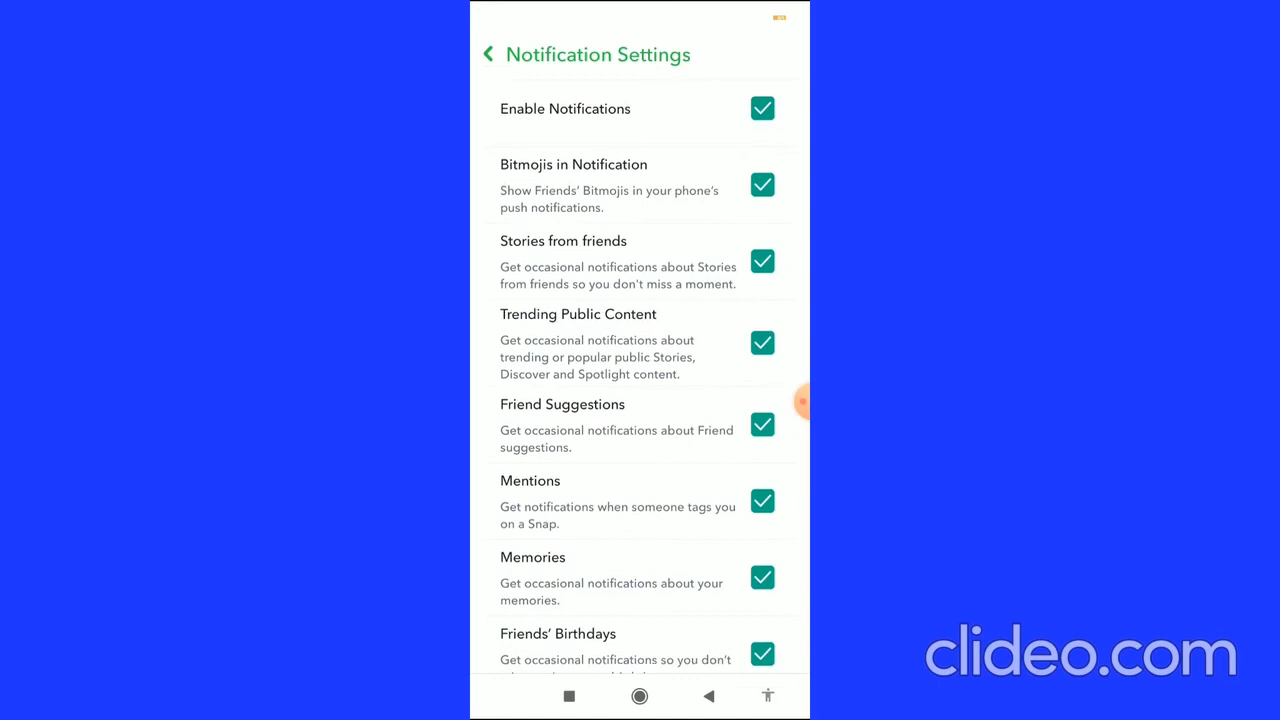 Notification Settings
Enable Notifications
Bitmojis in Notification
Show Friends’ Bitmojis in your phone’s
push notifications.
Stories from friends
Get occasional notifications about Stories
from friends so you don't miss a moment.
Trending Public Content
Get occasional notifications about
trending or popular public Stories,
Discover and Spotlight content.
Friend Suggestions
Get occasional notifications about Friend
suggestions.
Mentions
Get notifications when someone tags you
on a Snap.
Memories
Get occasional notifications about your
memories.
Friends’ Birthdays
Get occasional notifications so you don’t
clideo.com